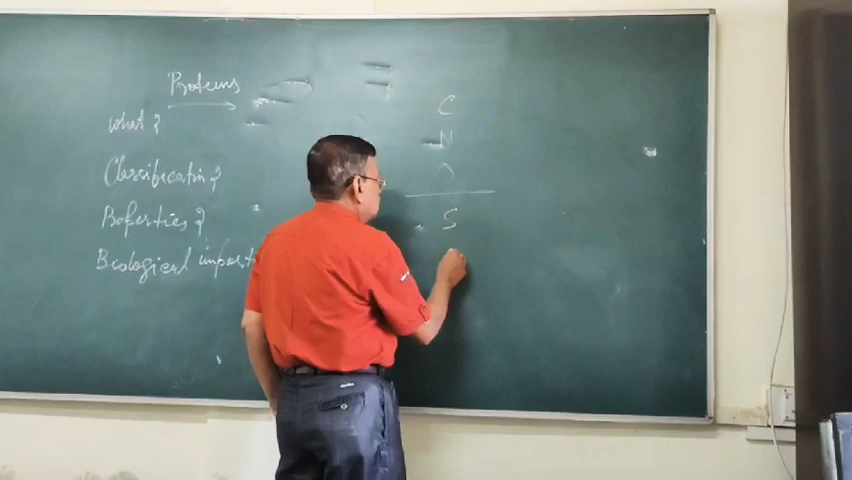 Proteins
What?
Classification?
Properties?
Biological import
C
N
O
S